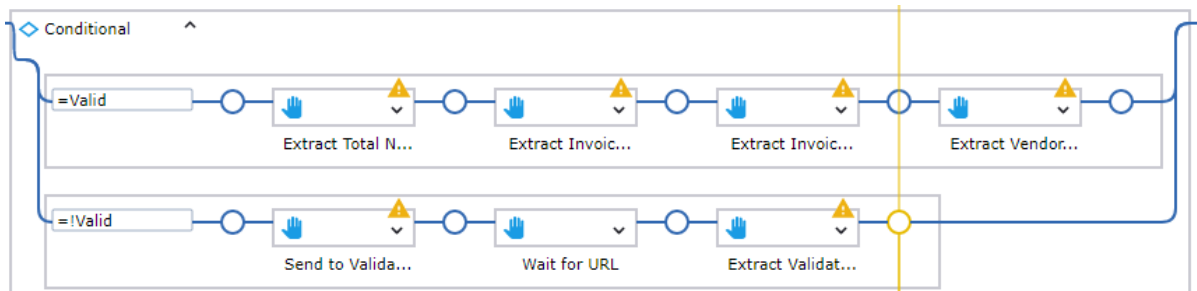 Conditional
=Valid
Extract Total N...
Extract Invoic...
Extract Invoic...
Extract Vendor...
=!Valid
Send to Valida...
Wait for URL
Extract Validat...